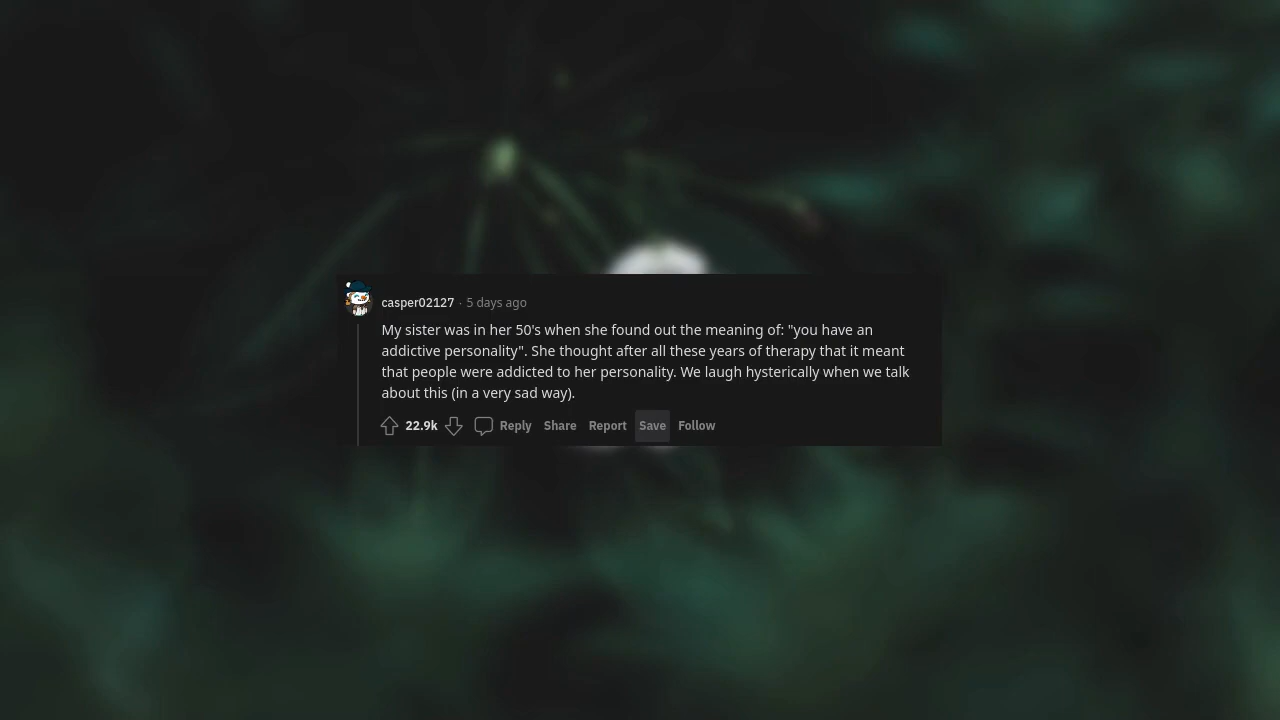 casper02127 · 5 days ago
My sister was in her 50's when she found out the meaning of: "you have an
addictive personality". She thought after all these years of therapy that it meant
that people were addicted to her personality. We laugh hysterically when we talk
about this (in a very sad way).
22.9k Reply Share Report Save Follow